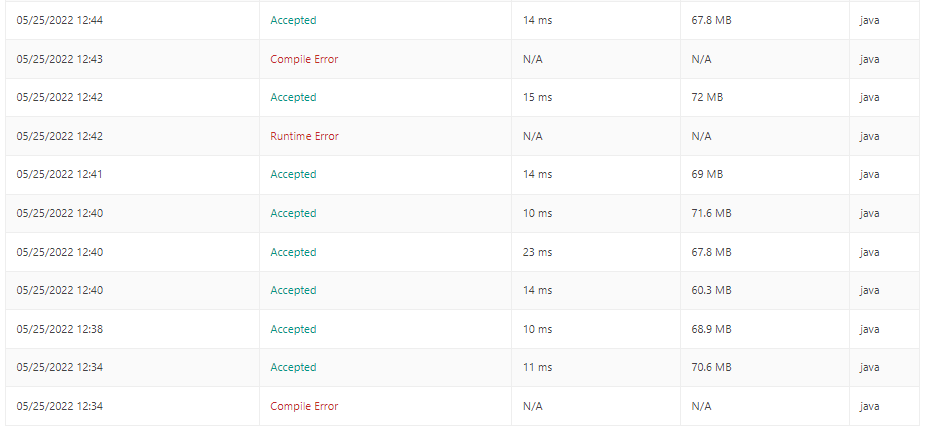 05/25/2022 12:44 Accepted 14 ms 67.8 MB java
05/25/2022 12:43 Compile Error N/A N/A java
05/25/2022 12:42 Accepted 15 ms 72 MB java
05/25/2022 12:42 Runtime Error N/A N/A java
05/25/2022 12:41 Accepted 14 ms 69 MB java
05/25/2022 12:40 Accepted 10 ms 71.6 MB java
05/25/2022 12:40 Accepted 23 ms 67.8 MB java
05/25/2022 12:40 Accepted 14 ms 60.3 MB java
05/25/2022 12:38 Accepted 10 ms 68.9 MB java
05/25/2022 12:34 Accepted 11 ms 70.6 MB java
05/25/2022 12:34 Compile Error N/A N/A java